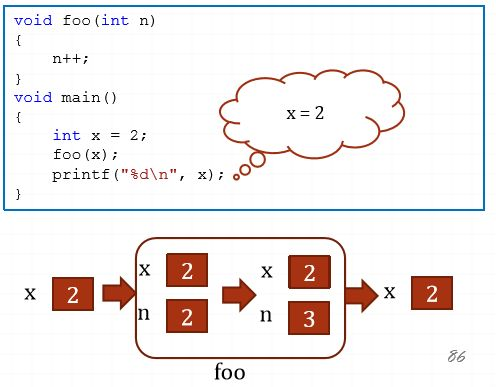 void foo(int n)
{
n++;
}
void main()
{
int x = 2;
foo(x);
printf("%d\n", x);
}
x = 2
x 2
x 2
n 2
x 2
n 3
x 2
foo
86